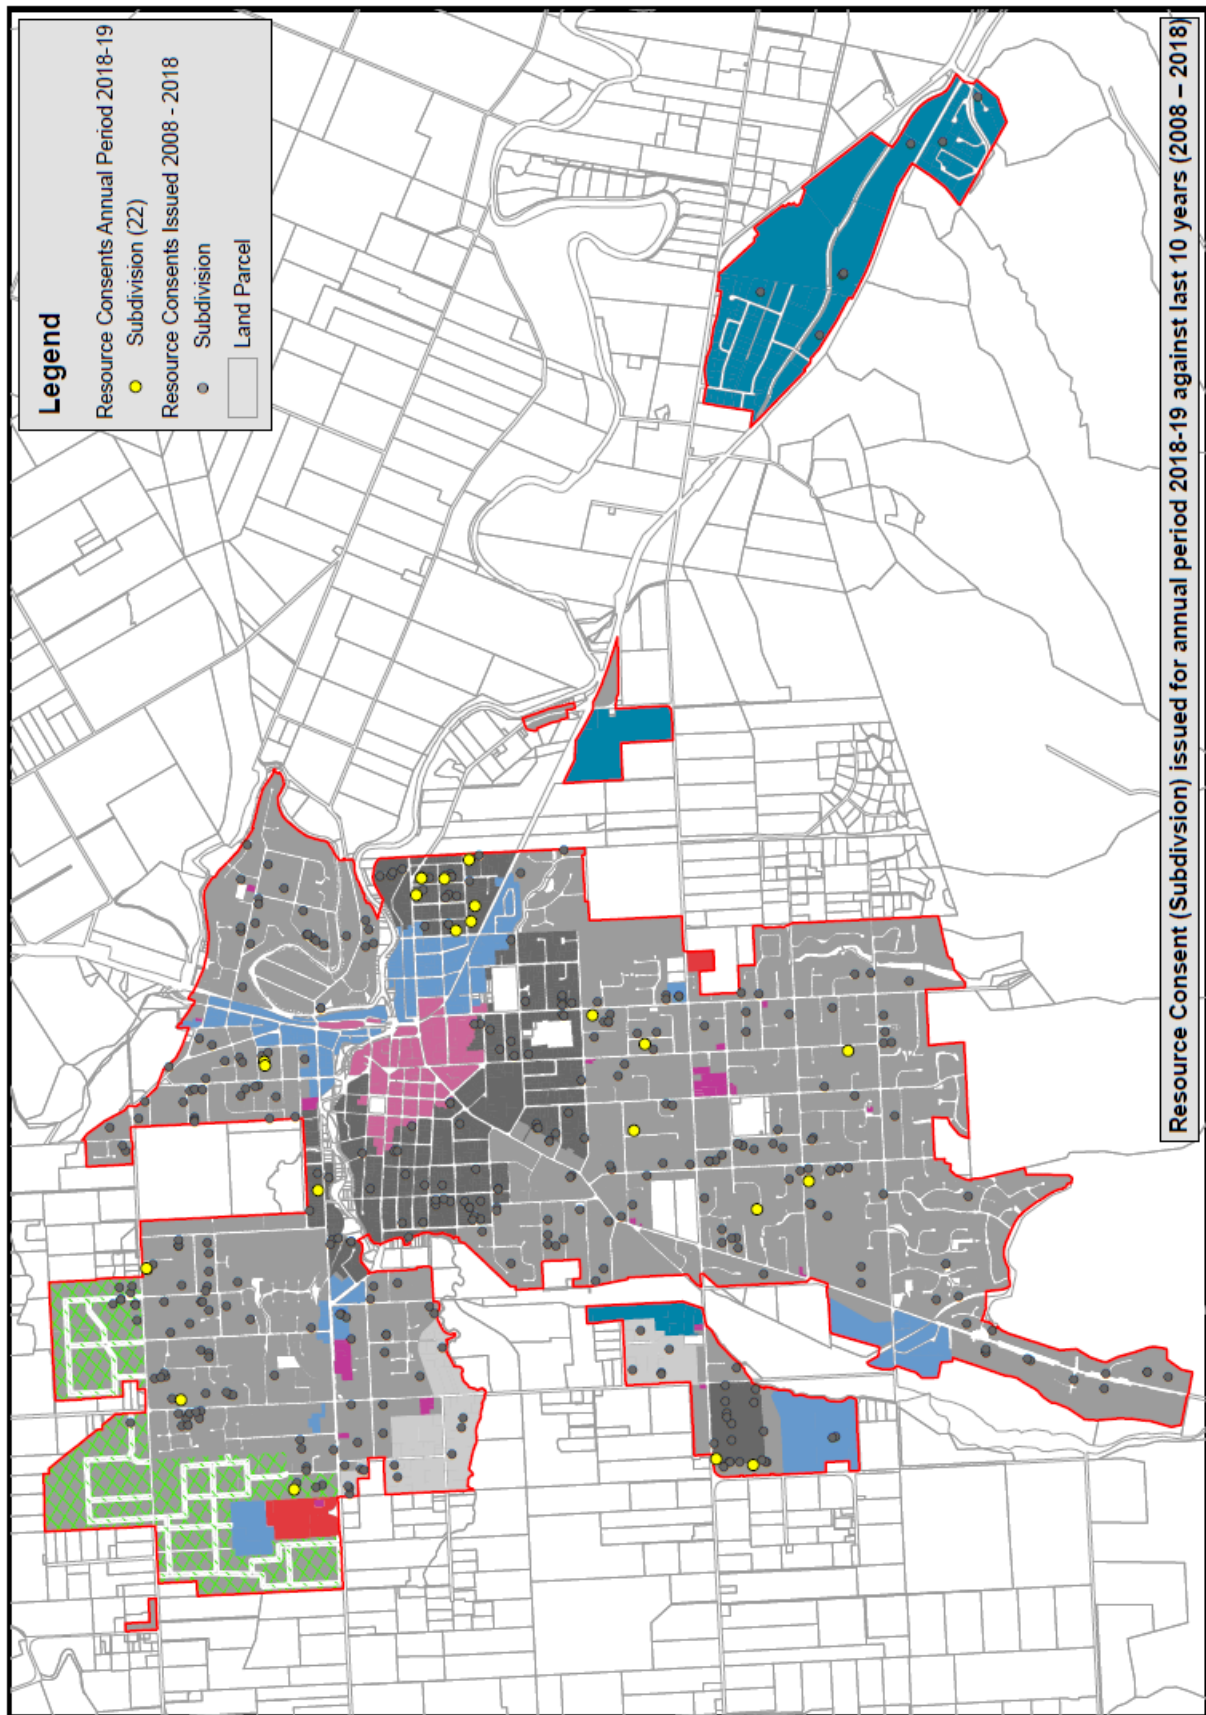 Legend
Resource Consents Annual Period 2018-19
Subdivision (22)
Resource Consents Issued 2008 - 2018
Subdivision
Land Parcel
Resource Consent (Subdivision) issued for annual period 2018-19 against last 10 years (2008 – 2018)